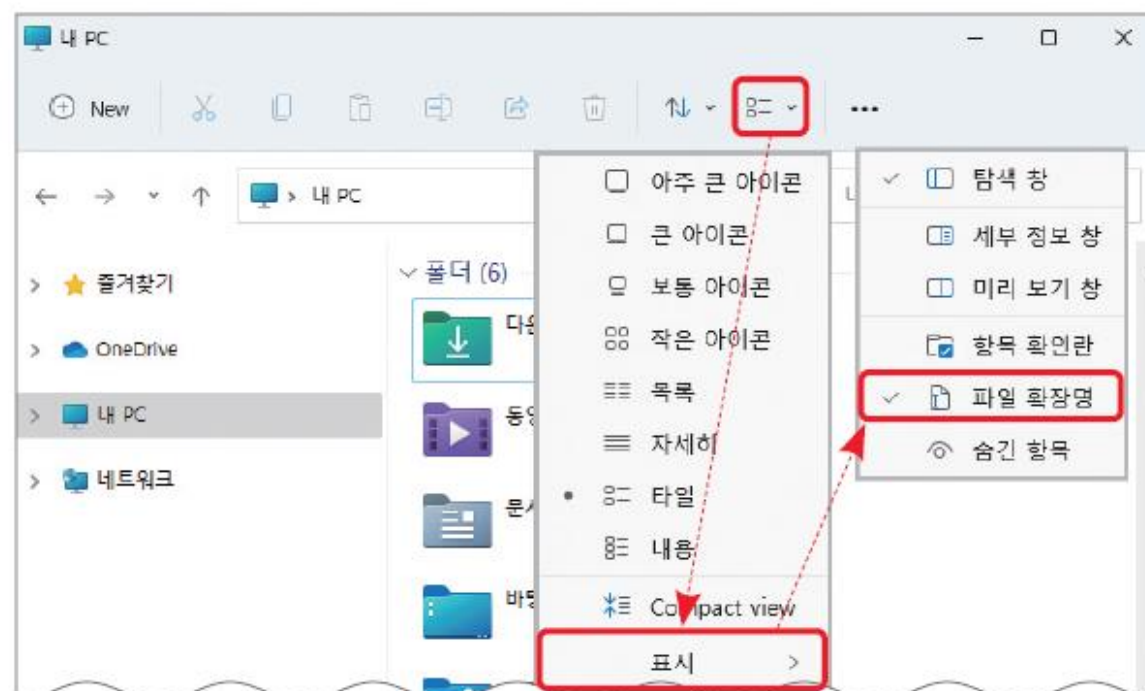 내 PC
New
내 PC
즐겨찾기
OneDrive
내 PC
네트워크
폴더 (6)
아주 큰 아이콘
큰 아이콘
보통 아이콘
작은 아이콘
목록
자세히
타일
내용
Compact view
표시
탐색 창
세부 정보 창
미리 보기 창
항목 확인란
파일 확장명
숨긴 항목